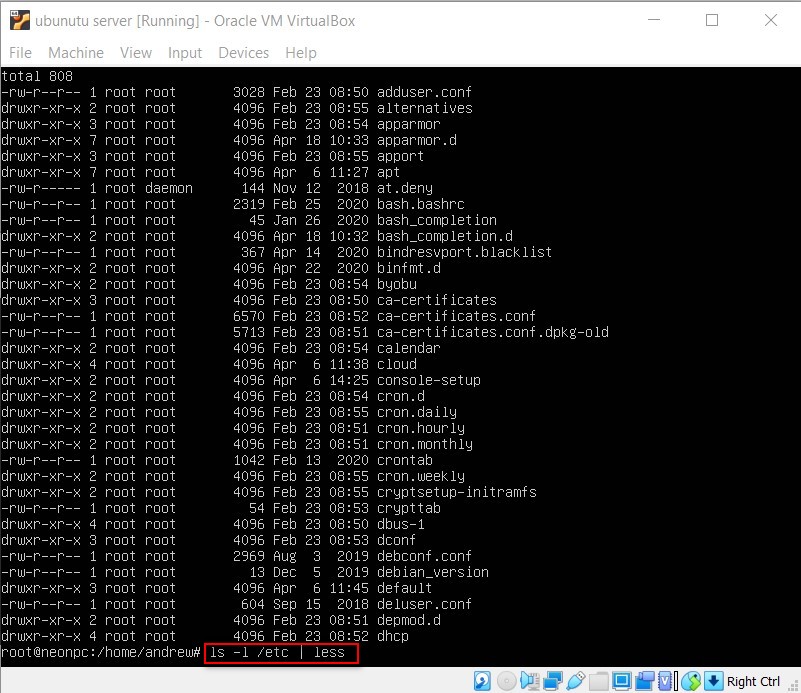 ubunutu server [Running] - Oracle VM VirtualBox
File Machine View Input Devices Help
total 808
-rw-r--r-- 1 root root 3028 Feb 23 08:50 adduser.conf
drwxr-xr-x 2 root root 4096 Feb 23 08:55 alternatives
drwxr-xr-x 3 root root 4096 Feb 23 08:54 apparmor
drwxr-xr-x 7 root root 4096 Apr 18 10:33 apparmor.d
drwxr-xr-x 3 root root 4096 Feb 23 08:55 apport
drwxr-xr-x 7 root root 4096 Apr 6 11:27 apt
-rw-r----- 1 root daemon 144 Nov 12 2018 at.deny
-rw-r--r-- 1 root root 2319 Feb 25 2020 bash.bashrc
-rw-r--r-- 1 root root 45 Jan 26 2020 bash_completion
drwxr-xr-x 2 root root 4096 Apr 18 10:32 bash_completion.d
-rw-r--r-- 1 root root 367 Apr 14 2020 bindresvport.blacklist
drwxr-xr-x 2 root root 4096 Apr 22 2020 binfmt.d
drwxr-xr-x 2 root root 4096 Feb 23 08:54 byobu
drwxr-xr-x 3 root root 4096 Feb 23 08:50 ca-certificates
-rw-r--r-- 1 root root 6570 Feb 23 08:52 ca-certificates.conf
-rw-r--r-- 1 root root 5713 Feb 23 08:51 ca-certificates.conf.dpkg-old
drwxr-xr-x 2 root root 4096 Feb 23 08:54 calendar
drwxr-xr-x 4 root root 4096 Apr 6 11:38 cloud
drwxr-xr-x 2 root root 4096 Apr 6 14:25 console-setup
drwxr-xr-x 2 root root 4096 Feb 23 08:54 cron.d
drwxr-xr-x 2 root root 4096 Feb 23 08:55 cron.daily
drwxr-xr-x 2 root root 4096 Feb 23 08:51 cron.hourly
drwxr-xr-x 2 root root 4096 Feb 23 08:51 cron.monthly
-rw-r--r-- 1 root root 1042 Feb 13 2020 crontab
drwxr-xr-x 2 root root 4096 Feb 23 08:55 cron.weekly
drwxr-xr-x 2 root root 4096 Feb 23 08:55 cryptsetup-initramfs
-rw-r--r-- 1 root root 54 Feb 23 08:53 crypttab
drwxr-xr-x 4 root root 4096 Feb 23 08:50 dbus-1
drwxr-xr-x 3 root root 4096 Feb 23 08:53 dconf
-rw-r--r-- 1 root root 2969 Aug 3 2019 debconf.conf
-rw-r--r-- 1 root root 13 Dec 5 2019 debian_version
drwxr-xr-x 3 root root 4096 Apr 6 11:45 default
-rw-r--r-- 1 root root 604 Sep 15 2018 deluser.conf
drwxr-xr-x 2 root root 4096 Feb 23 08:51 depmod.d
drwxr-xr-x 4 root root 4096 Feb 23 08:52 dhcp
root@neonpc:/home/andrew# ls -l /etc | less
Right Ctrl